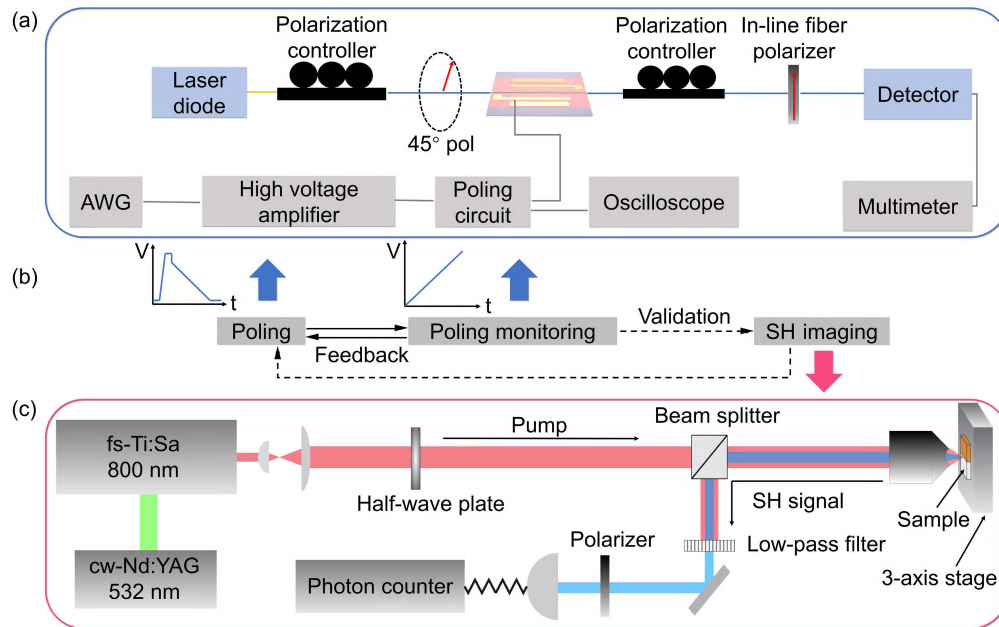 (a)
Polarization
controller
Laser
diode
45° pol
Polarization
controller
In-line fiber
polarizer
Detector
AWG
High voltage
amplifier
Poling
circuit
Oscilloscope
Multimeter
(b)
V
t
V
t
Poling
Feedback
Poling monitoring
Validation
SH imaging
(c)
fs-Ti:Sa
800 nm
cw-Nd:YAG
532 nm
Half-wave plate
Pump
Beam splitter
SH signal
Sample
3-axis stage
Low-pass filter
Polarizer
Photon counter